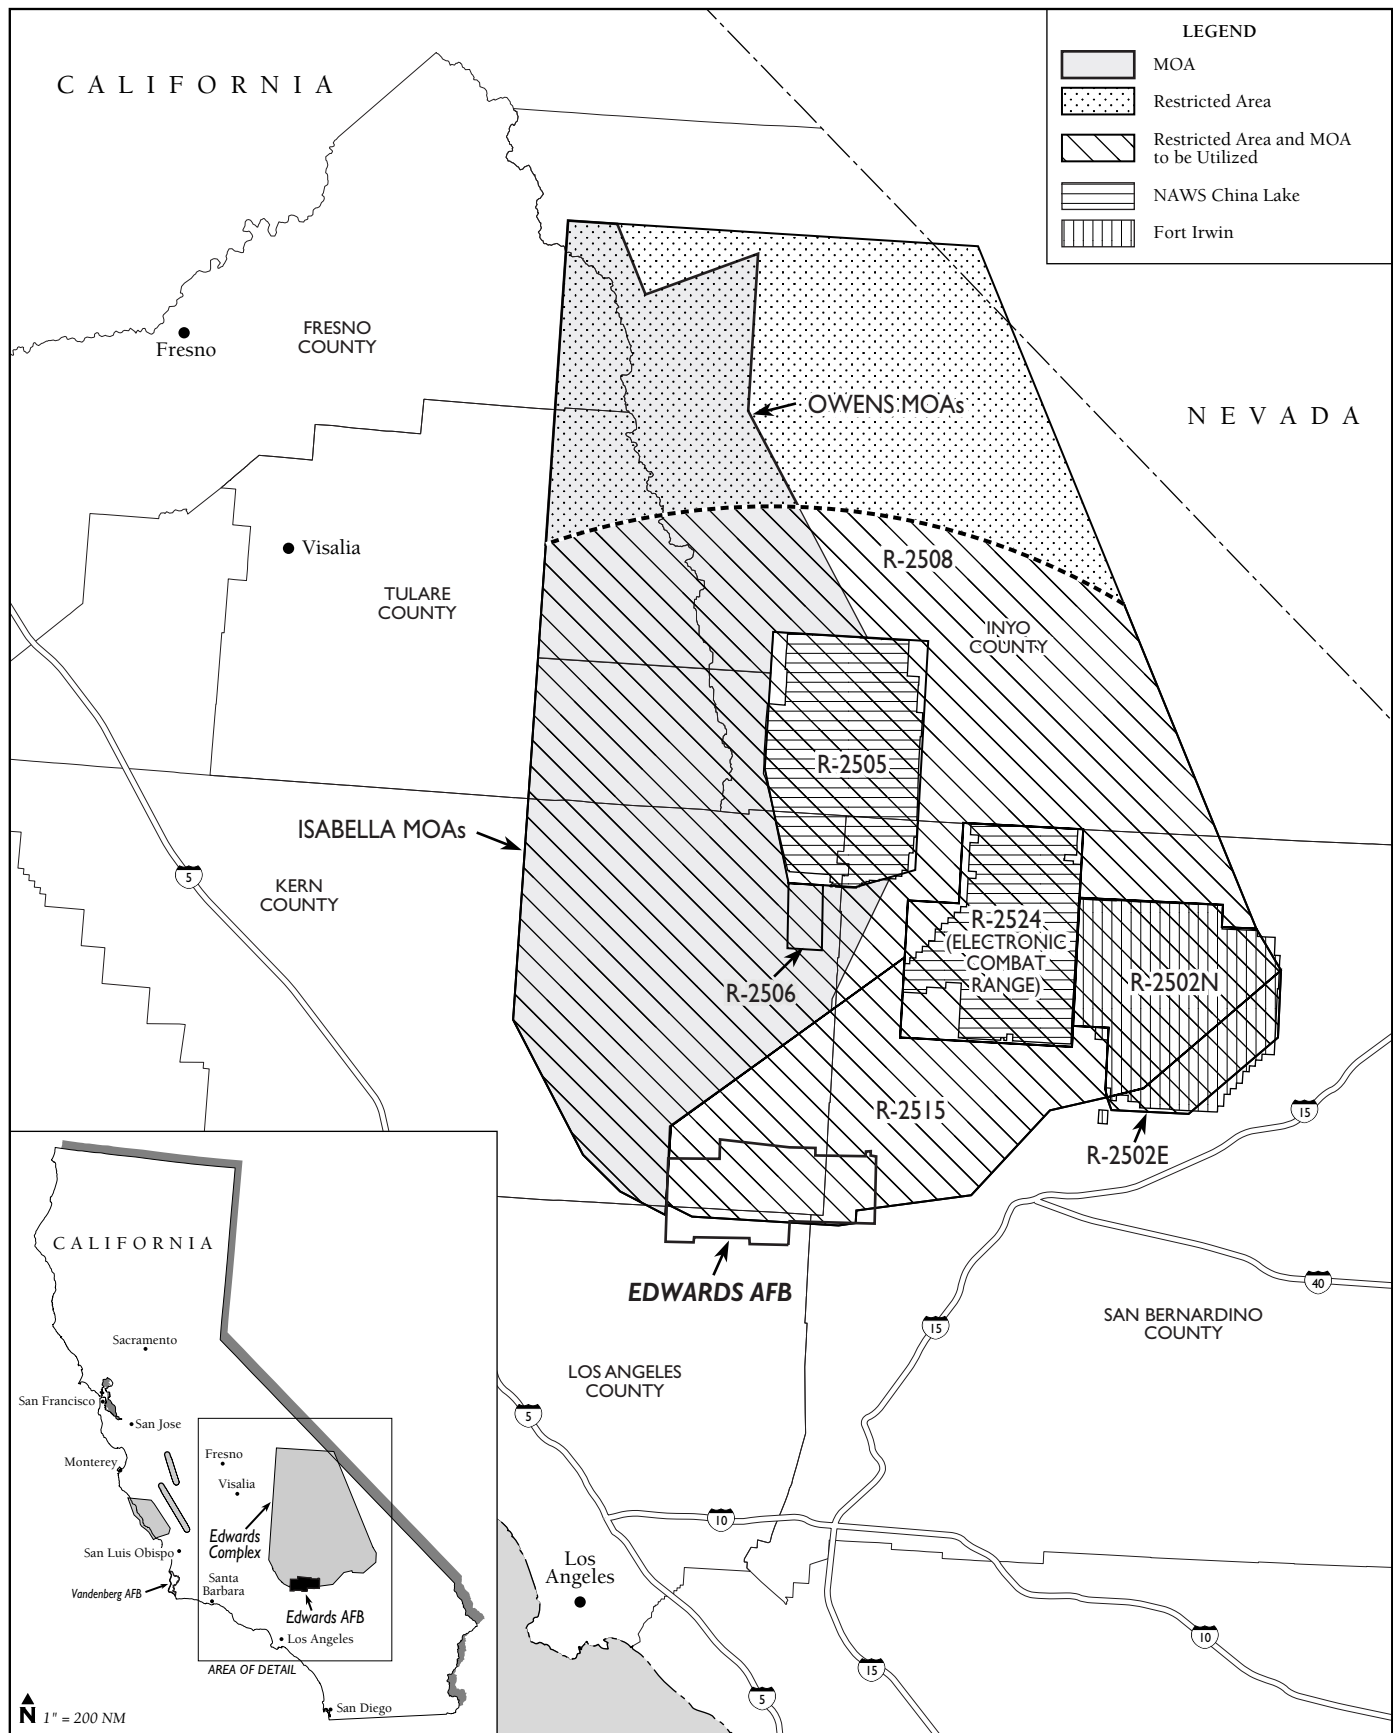 CALIFORNIA
LEGEND
MOA
Restricted Area
Restricted Area and MOA
to be Utilized
NAWS China Lake
Fort Irwin
Fresno
FRESNO
COUNTY
OWENS MOAs
NEVADA
Visalia
TULARE
COUNTY
R-2508
INYO
COUNTY
R-2505
ISABELLA MOAs
5
KERN
COUNTY
R-2524
(ELECTRONIC
COMBAT
RANGE)
R-2506
R-2502N
R-2515
15
R-2502E
EDWARDS AFB
40
15
SAN BERNARDINO
COUNTY
LOS ANGELES
COUNTY
5
10
Los
Angeles
10
15
5
CALIFORNIA
Sacramento
San Francisco
San Jose
Monterey
Fresno
Visalia
Edwards
Complex
San Luis Obispo
Vandenberg AFB
Santa
Barbara
Edwards AFB
Los Angeles
AREA OF DETAIL
San Diego
N 1" = 200 NM